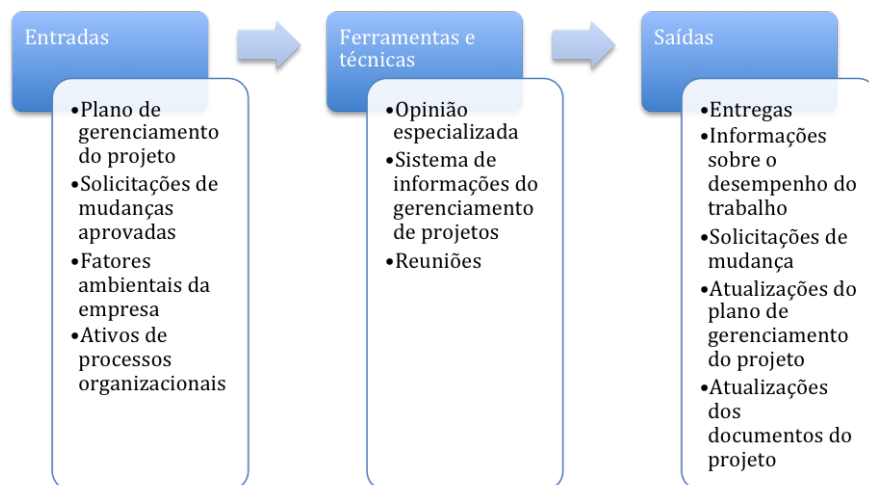 Entradas
•Plano de
gerenciamento
do projeto
•Solicitações de
mudanças
aprovadas
•Fatores
ambientais da
empresa
•Ativos de
processos
organizacionais
Ferramentas e
técnicas
•Opinião
especializada
•Sistema de
informações do
gerenciamento
de projetos
•Reuniões
Saídas
•Entregas
•Informações
sobre o
desempenho do
trabalho
•Solicitações de
mudança
•Atualizações do
plano de
gerenciamento
do projeto
•Atualizações
dos
documentos do
projeto